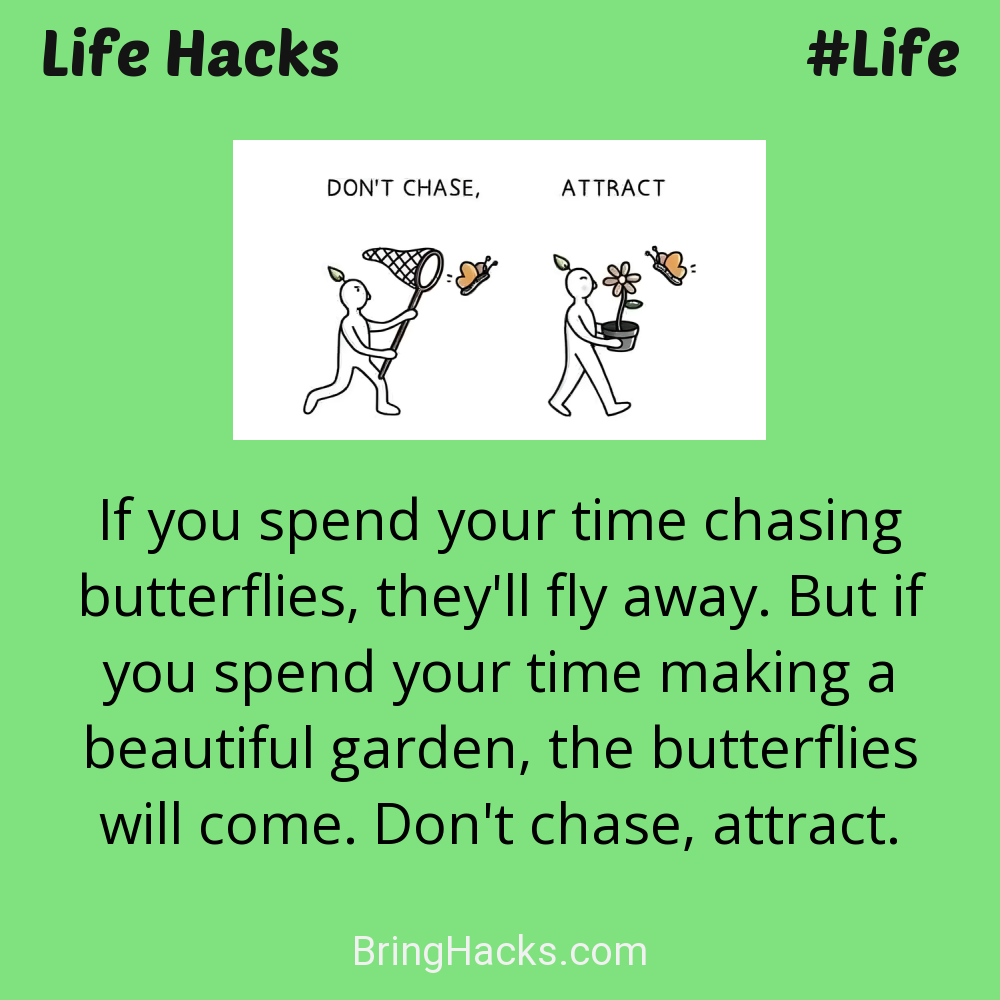 Life Hacks
#Life
DON'T CHASE,
ATTRACT
If you spend your time chasing
butterflies, they'll fly away. But if
you spend your time making a
beautiful garden, the butterflies
will come. Don't chase, attract.
BringHacks.com